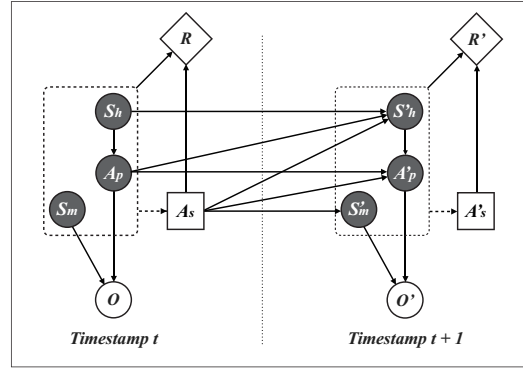 R R'
Sh S'h
Ap A'p
Sm As S'm A's
O O'
Timestamp t Timestamp t + 1